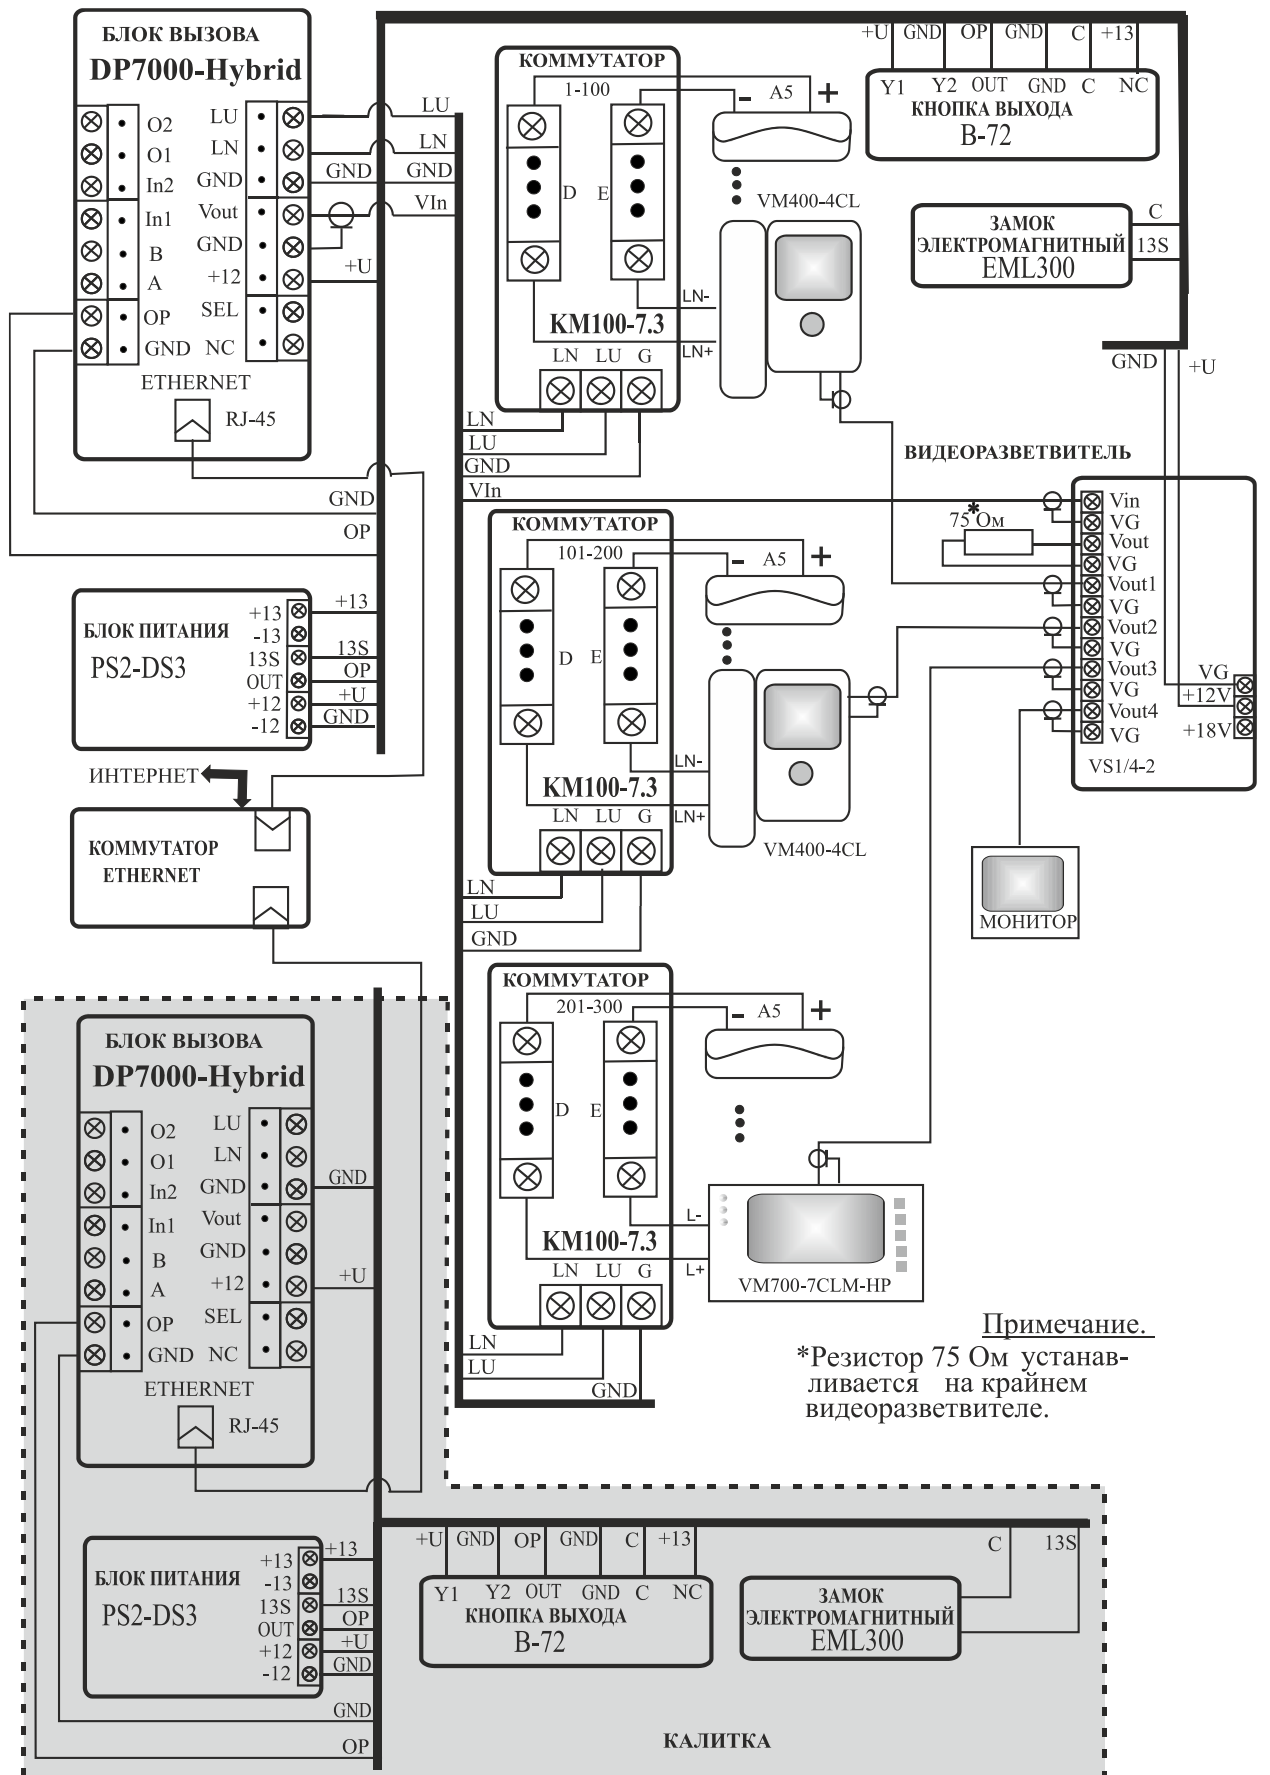 БЛОК ВЫЗОВА
DP7000-Hybrid
O2
O1
In2
In1
B
A
OP
GND
LU
LN
GND
Vout
GND
+12
SEL
NC
ETHERNET
RJ-45
LU
LN
GND
GND
VIn
+U
GND
OP
БЛОК ПИТАНИЯ
PS2-DS3
+13
-13
13S
OUT
+12
-12
+13
13S
OP
+U
GND
ИНТЕРНЕТ
КОММУТАТОР
ETHERNET
КОММУТАТОР
1-100
D
E
KM100-7.3
LN LU G
LN
LU
GND
VIn
- A5 +
VM400-4CL
LN-
LN+
КОММУТАТОР
101-200
D
E
KM100-7.3
LN LU G
LN
LU
GND
- A5 +
LN-
LN+
VM400-4CL
КОММУТАТОР
201-300
D
E
KM100-7.3
LN LU G
LN
LU
GND
- A5 +
L-
L+
VM700-7CLM-HP
+U GND OP GND C +13
Y1 Y2 OUT GND C NC
КНОПКА ВЫХОДА
B-72
ЗАМОК
ЭЛЕКТРОМАГНИТНЫЙ
EML300
C
13S
GND
+U
ВИДЕОРАЗВЕТВИТЕЛЬ
*
75 Ом
Vin
VG
Vout
VG
Vout1
VG
Vout2
VG
Vout3
VG
Vout4
VG
VG
+12V
+18V
VS1/4-2
МОНИТОР
Примечание.
*Резистор 75 Ом устанав-
ливается на крайнем
видеоразветвителе.
БЛОК ВЫЗОВА
DP7000-Hybrid
O2
O1
In2
In1
B
A
OP
GND
LU
LN
GND
Vout
GND
+12
SEL
NC
ETHERNET
RJ-45
GND
+U
БЛОК ПИТАНИЯ
PS2-DS3
+13
-13
13S
OUT
+12
-12
+13
13S
OP
+U
GND
GND
OP
+U GND OP GND C +13
Y1 Y2 OUT GND C NC
КНОПКА ВЫХОДА
B-72
C
13S
ЗАМОК
ЭЛЕКТРОМАГНИТНЫЙ
EML300
КАЛИТКА